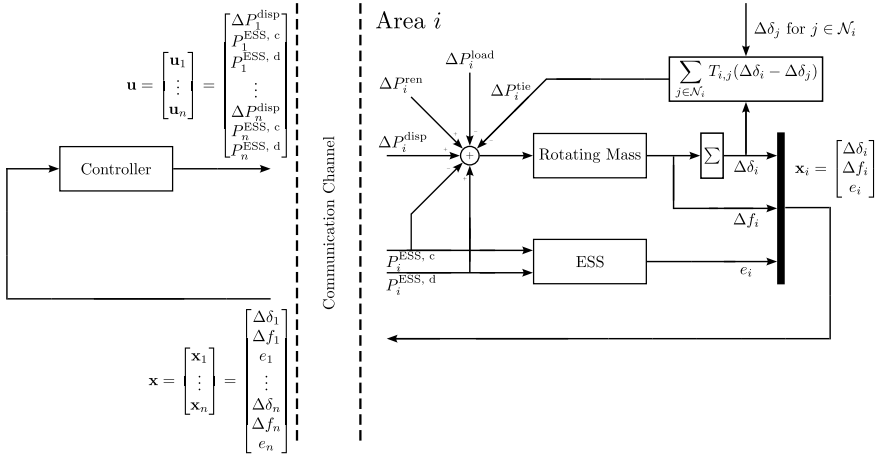 Area i
Δδ_j for j ∈ N_i
u = [u_1 ⋮ u_n] = [ΔP_1^disp P_1^ESS, c P_1^ESS, d ⋮ ΔP_n^disp P_n^ESS, c P_n^ESS, d]
ΔP_i^load
ΔP_i^ren
ΔP_i^tie
∑_{j∈N_i} T_{i,j}(Δδ_i − Δδ_j)
ΔP_i^disp
+
Controller
Rotating Mass
∑
Δδ_i
x_i = [Δδ_i Δf_i e_i]
Δf_i
Communication Channel
P_i^ESS, c
ESS
P_i^ESS, d
e_i
x = [x_1 ⋮ x_n] = [Δδ_1 Δf_1 e_1 ⋮ Δδ_n Δf_n e_n]